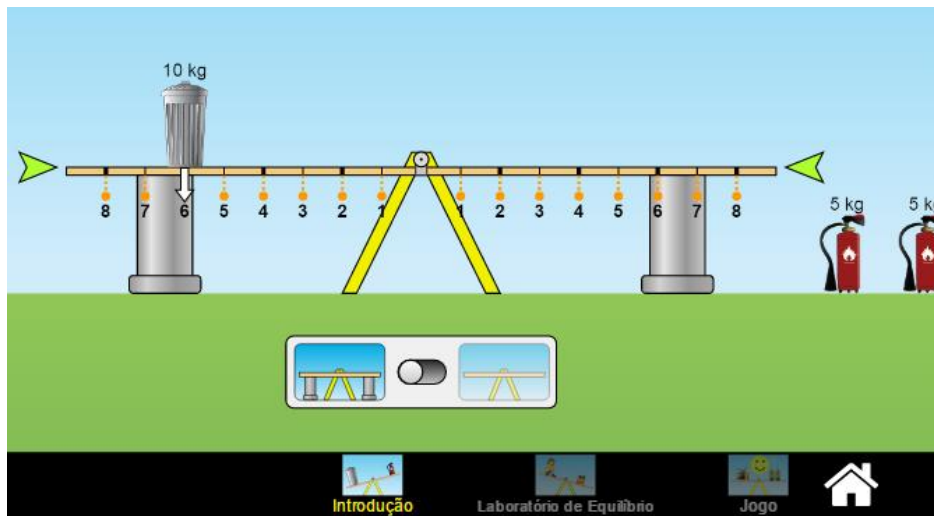 10 kg
8 7 6 5 4 3 2 1 1 2 3 4 5 6 7 8
5 kg 5 kg
Introdução Laboratório de Equilíbrio Jogo